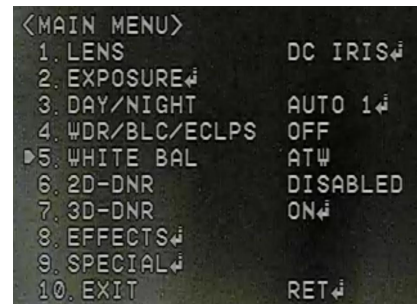 <MAIN MENU>
1. LENS DC IRIS↲
2. EXPOSURE↲
3. DAY/NIGHT AUTO 1↲
4. WDR/BLC/ECLPS OFF
5. WHITE BAL ATW
6. 2D-DNR DISABLED
7. 3D-DNR ON↲
8. EFFECTS↲
9. SPECIAL↲
10. EXIT RET↲